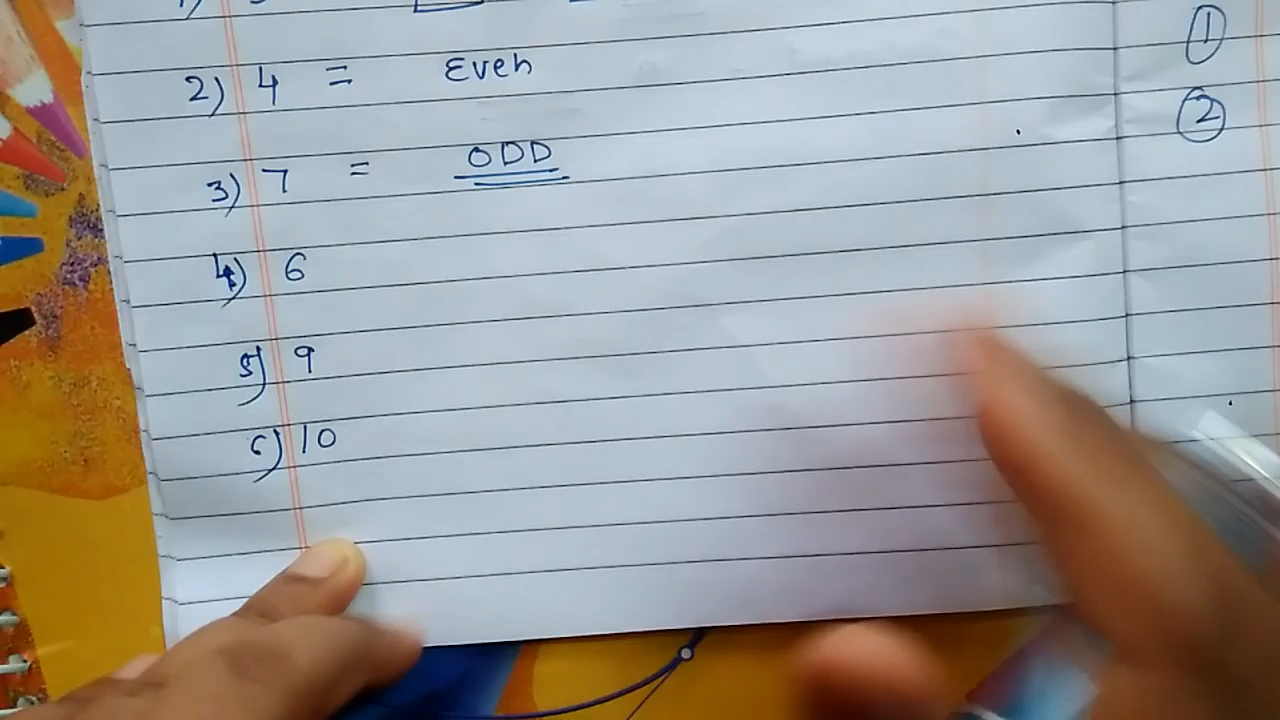 2) 4 = Even
3) 7 = ODD
4) 6
5) 9
6) 10
1
2